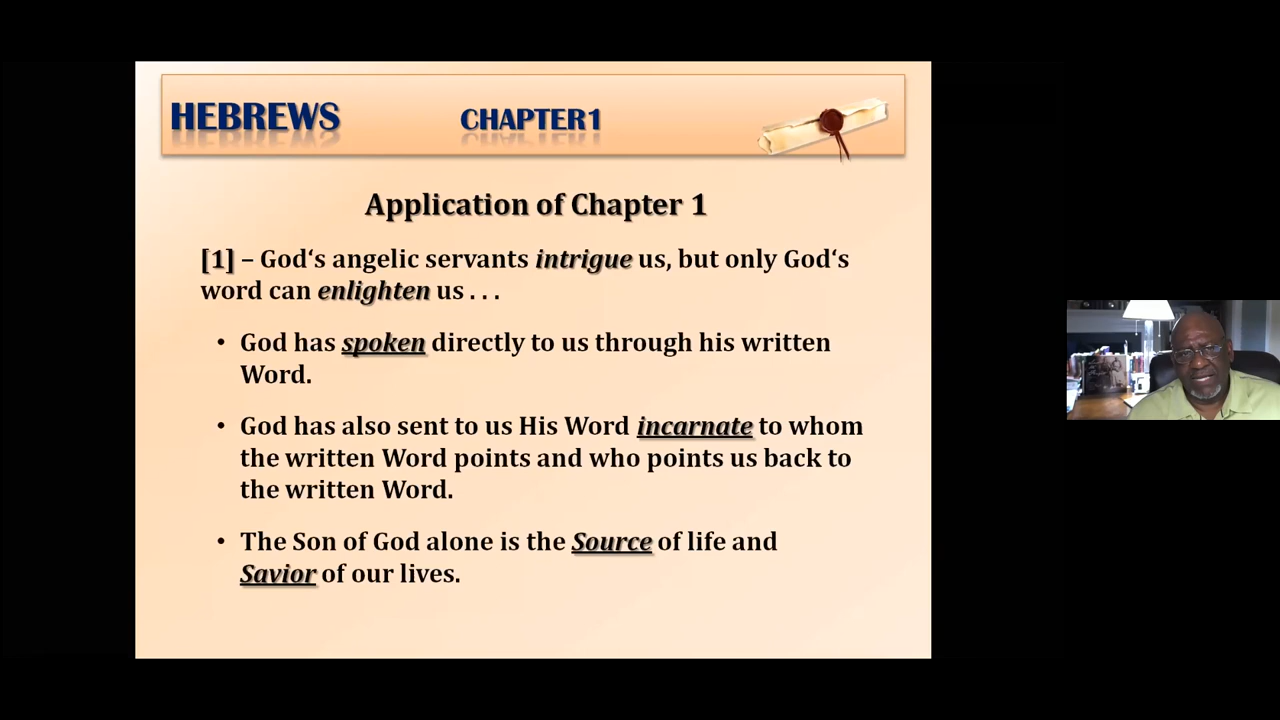 HEBREWS CHAPTER1
Application of Chapter 1
[1] – God‘s angelic servants intrigue us, but only God‘s
word can enlighten us . . .
• God has spoken directly to us through his written
Word.
• God has also sent to us His Word incarnate to whom
the written Word points and who points us back to
the written Word.
• The Son of God alone is the Source of life and
Savior of our lives.